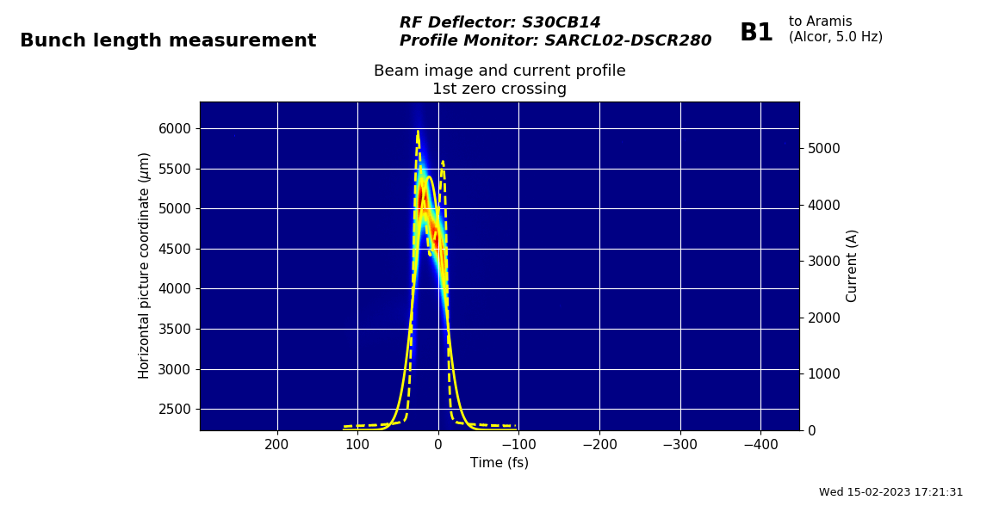 Bunch length measurement
RF Deflector: S30CB14
Profile Monitor: SARCL02-DSCR280
B1
to Aramis
(Alcor, 5.0 Hz)
Beam image and current profile
1st zero crossing
Horizontal picture coordinate (μm)
6000
5500
5000
4500
4000
3500
3000
2500
5000
4000
3000
2000
1000
0
Current (A)
200 100 0 −100 −200 −300 −400
Time (fs)
Wed 15-02-2023 17:21:31